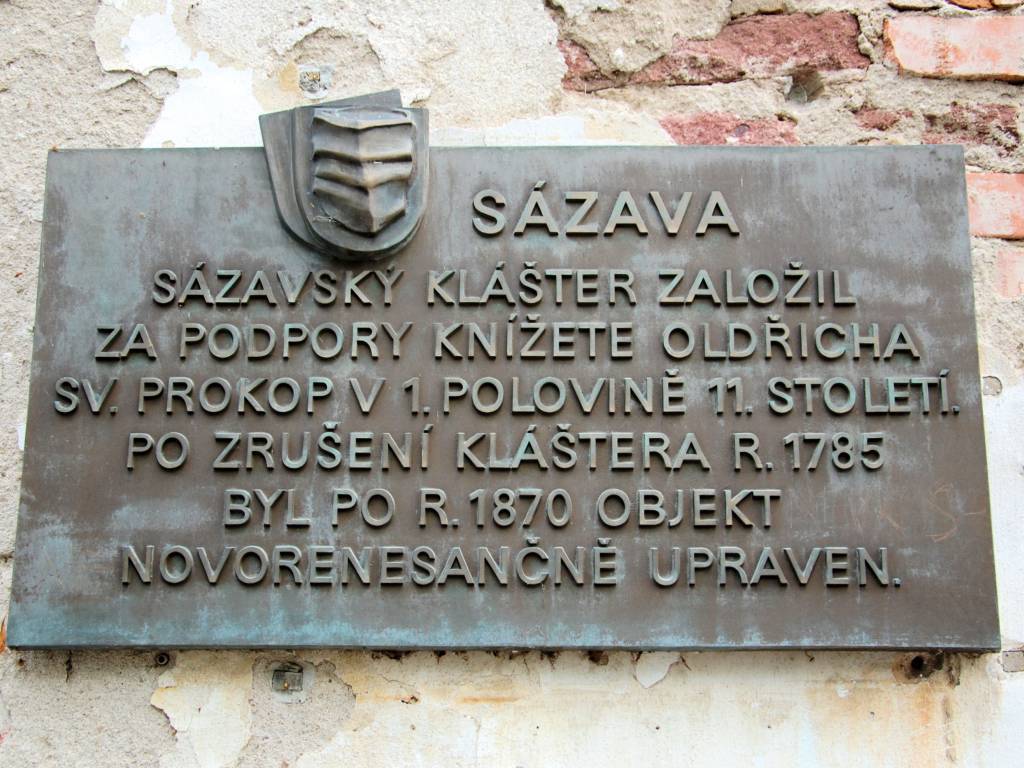 SÁZAVA
SÁZAVSKÝ KLÁŠTER ZALOŽIL
ZA PODPORY KNÍŽETE OLDŘICHA
SV. PROKOP V 1. POLOVINĚ 11. STOLETÍ.
PO ZRUŠENÍ KLÁŠTERA R. 1785
BYL PO R. 1870 OBJEKT
NOVORENESANČNĚ UPRAVEN.